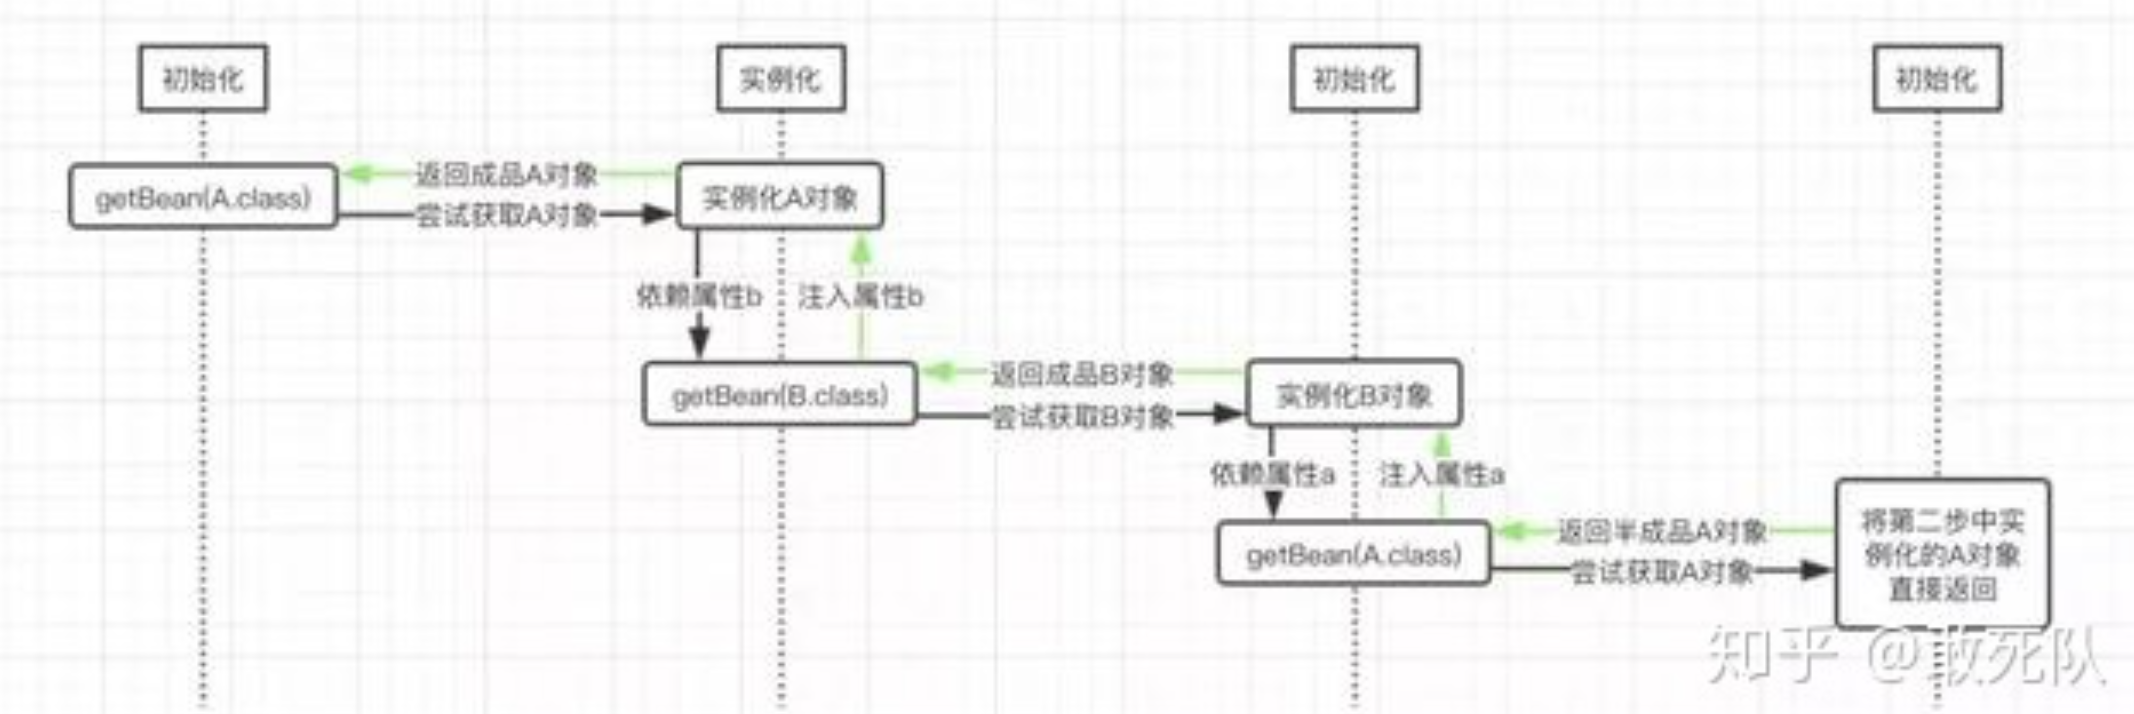 初始化
实例化
初始化
初始化
返回成品A对象
getBean(A.class)
实例化A对象
尝试获取A对象
依赖属性b
注入属性b
返回成品B对象
getBean(B.class)
实例化B对象
尝试获取B对象
依赖属性a
注入属性a
返回半成品A对象
getBean(A.class)
尝试获取A对象
将第二步中实
例化的A对象
直接返回
知乎 @敢死队